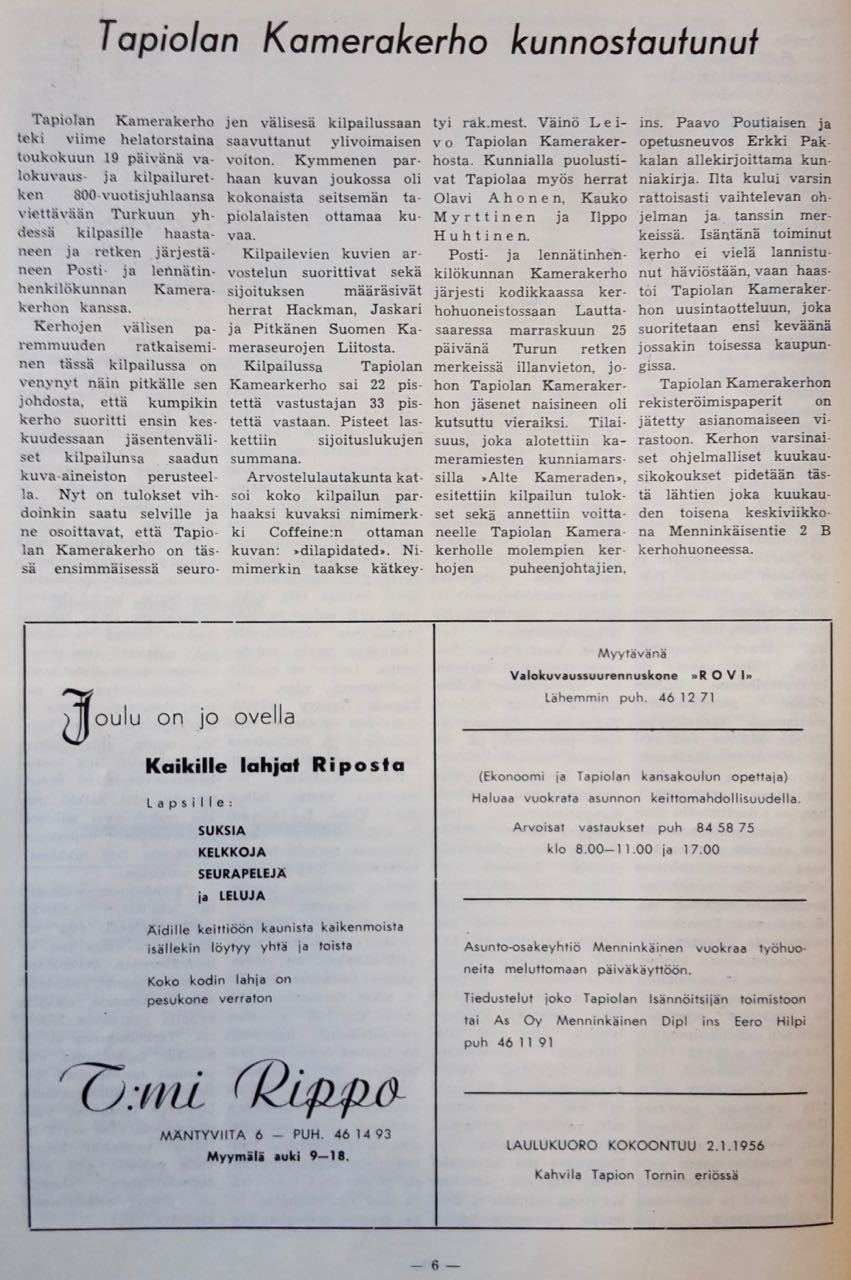 Tapiolan Kamerakerho kunnostautunut
Tapiolan Kamerakerho
teki viime helatorstaina
toukokuun 19 päivänä va-
lokuvaus- ja kilpailuret-
ken 800-vuotisjuhlaansa
viettävään Turkuun yh-
dessä kilpasille haasta-
neen ja retken järjestä-
neen Posti- ja lennätin-
henkilökunnan Kamera-
kerhon kanssa.
Kerhojen välisen pa-
remmuuden ratkaisemi-
nen tässä kilpailussa on
venynyt näin pitkälle sen
johdosta, että kumpikin
kerho suoritti ensin kes-
kuudessaan jäsentenväli-
set kilpailunsa saadun
kuva-aineiston perusteel-
la. Nyt on tulokset vih-
doinkin saatu selville ja
ne osoittavat, että Tapio-
lan Kamerakerho on täs-
sä ensimmäisessä seuro-
jen välisesä kilpailussaan
saavuttanut ylivoimaisen
voiton. Kymmenen par-
haan kuvan joukossa oli
kokonaista seitsemän ta-
piolalaisten ottamaa ku-
vaa.
Kilpailevien kuvien ar-
vostelun suorittivat sekä
sijoituksen määräsivät
herrat Hackman, Jaskari
ja Pitkänen Suomen Ka-
meraseurojen Liitosta.
Kilpailussa Tapiolan
Kamearkerho sai 22 pis-
tettä vastustajan 33 pis-
tettä vastaan. Pisteet las-
kettiin sijoituslukujen
summana.
Arvostelulautakunta kat-
soi koko kilpailun par-
haaksi kuvaksi nimimerk-
ki Coffeine:n ottaman
kuvan: »dilapidated». Ni-
mimerkin taakse kätkey-
tyi rak.mest. Väinö Lei-
vo Tapiolan Kameraker-
hosta. Kunnialla puolusti-
vat Tapiolaa myös herrat
Olavi Ahonen, Kauko
Myrttinen ja Ilppo
Huhtinen.
Posti- ja lennätinhen-
kilökunnan Kamerakerho
järjesti kodikkaassa ker-
hohuoneistossaan Lautta-
saaressa marraskuun 25
päivänä Turun retken
merkeissä illanvieton, jo-
hon Tapiolan Kameraker-
hon jäsenet naisineen oli
kutsuttu vieraiksi. Tilai-
suus, joka alotettiin ka-
meramiesten kunniamars-
silla »Alte Kameraden»,
esitettiin kilpailun tulok-
set sekä annettiin voitta-
neelle Tapiolan Kamera-
kerholle molempien ker-
hojen puheenjohtajien,
ins. Paavo Poutiaisen ja
opetusneuvos Erkki Pak-
kalan allekirjoittama kun-
niakirja. Ilta kului varsin
rattoisasti vaihtelevan oh-
jelman ja tanssin mer-
keissä. Isäntänä toiminut
kerho ei vielä lannistu-
nut häviöstään, vaan haas-
toi Tapiolan Kameraker-
hon uusintaotteluun, joka
suoritetaan ensi keväänä
jossakin toisessa kaupun-
gissa.
Tapiolan Kamerakerhon
rekisteröimispaperit on
jätetty asianomaiseen vi-
rastoon. Kerhon varsinai-
set ohjelmalliset kuukau-
sikokoukset pidetään täs-
tä lähtien joka kuukau-
den toisena keskiviikko-
na Menninkäisentie 2 B
kerhohuoneessa.
Joulu on jo ovella
Kaikille lahjat Riposta
Lapsille:
SUKSIA
KELKKOJA
SEURAPELEJÄ
ja LELUJA
Äidille keittiöön kaunista kaikenmoista
isällekin löytyy yhtä ja toista
Koko kodin lahja on
pesukone verraton
T:mi Rippo
MÄNTYVIITA 6 — PUH. 46 14 93
Myymälä auki 9—18.
Myytävänä
Valokuvaussuurennuskone »ROVI»
Lähemmin puh. 46 12 71
(Ekonoomi ja Tapiolan kansakoulun opettaja)
Haluaa vuokrata asunnon keittomahdollisuudella.
Arvoisat vastaukset puh 84 58 75
klo 8.00—11.00 ja 17.00
Asunto-osakeyhtiö Menninkäinen vuokraa työhuo-
neita meluttomaan päiväkäyttöön.
Tiedustelut joko Tapiolan Isännöitsijän toimistoon
tai As Oy Menninkäinen Dipl ins Eero Hilpi
puh 46 11 91
LAULUKUORO KOKOONTUU 2.1.1956
Kahvila Tapion Tornin eriössä
— 6 —